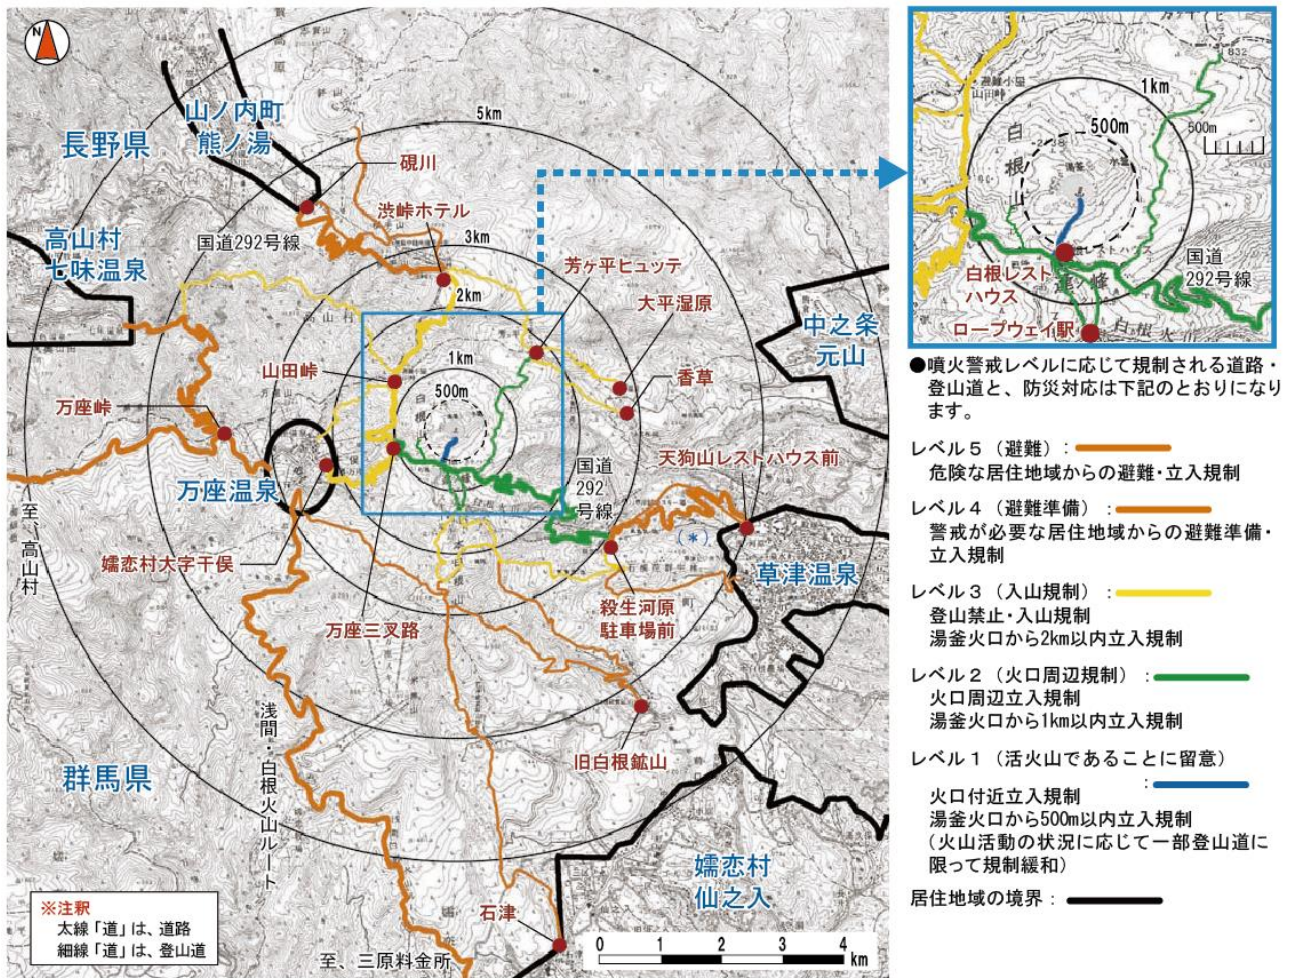 N
長野県
山ノ内町
熊ノ湯
5km
硯川
渋峠ホテル
国道292号線
3km
高山村
七味温泉
芳ヶ平ヒュッテ
2km
大平湿原
中之条
元山
山田峠
1km
500m
香草
万座峠
白根山
天狗山レストハウス前
万座温泉
国道
292
号線
(*)
至、高山村
嬬恋村大字干俣
草津温泉
殺生河原
駐車場前
万座三叉路
浅間・白根火山ルート
旧白根鉱山
群馬県
嬬恋村
仙之入
石津
※注釈
太線「道」は、道路
細線「道」は、登山道
至、三原料金所
0 1 2 3 4
km
避難小屋
山田峠
832
1km
500m
500m
白根山
湯釜
水釜
白根レスト
ハウス
国道
292号線
逢ノ峰
ロープウェイ駅
●噴火警戒レベルに応じて規制される道路・
登山道と、防災対応は下記のとおりになり
ます。
レベル5（避難）：
危険な居住地域からの避難・立入規制
レベル4（避難準備）：
警戒が必要な居住地域からの避難準備・
立入規制
レベル3（入山規制）：
登山禁止・入山規制
湯釜火口から2km以内立入規制
レベル2（火口周辺規制）：
火口周辺立入規制
湯釜火口から1km以内立入規制
レベル1（活火山であることに留意）
：
火口付近立入規制
湯釜火口から500m以内立入規制
（火山活動の状況に応じて一部登山道に
限って規制緩和）
居住地域の境界：